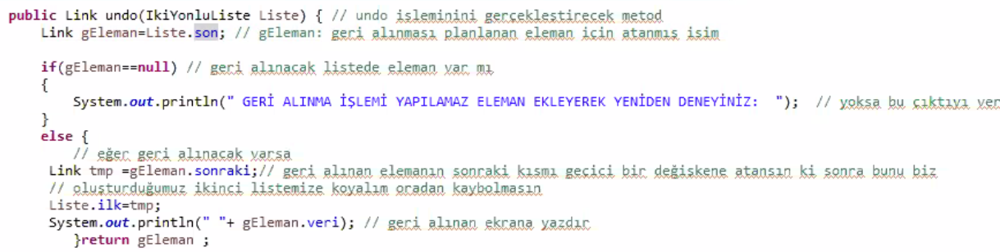 public Link undo(IkiYonluListe Liste) { // undo isleminini gerçekleştirecek metod
Link gEleman=Liste.son; // gEleman: geri alınması planlanan eleman için atanmış isim
if(gEleman==null) // geri alınacak listede eleman var mı
{
System.out.println(" GERİ ALINMA İŞLEMİ YAPILAMAZ ELEMAN EKLEYEREK YENİDEN DENEYİNİZ:  ");  // yoksa bu çıktıyı ver
}
else {
// eğer geri alınacak varsa
Link tmp =gEleman.sonraki;// geri alınan elemanın sonraki kısmı geçici bir değişkene atansın ki sonra bunu biz
// oluşturduğumuz ikinci listemize koyalım oradan kaybolmasın
Liste.ilk=tmp;
System.out.println(" "+ gEleman.veri); // geri alınan ekrana yazdır
}return gEleman ;